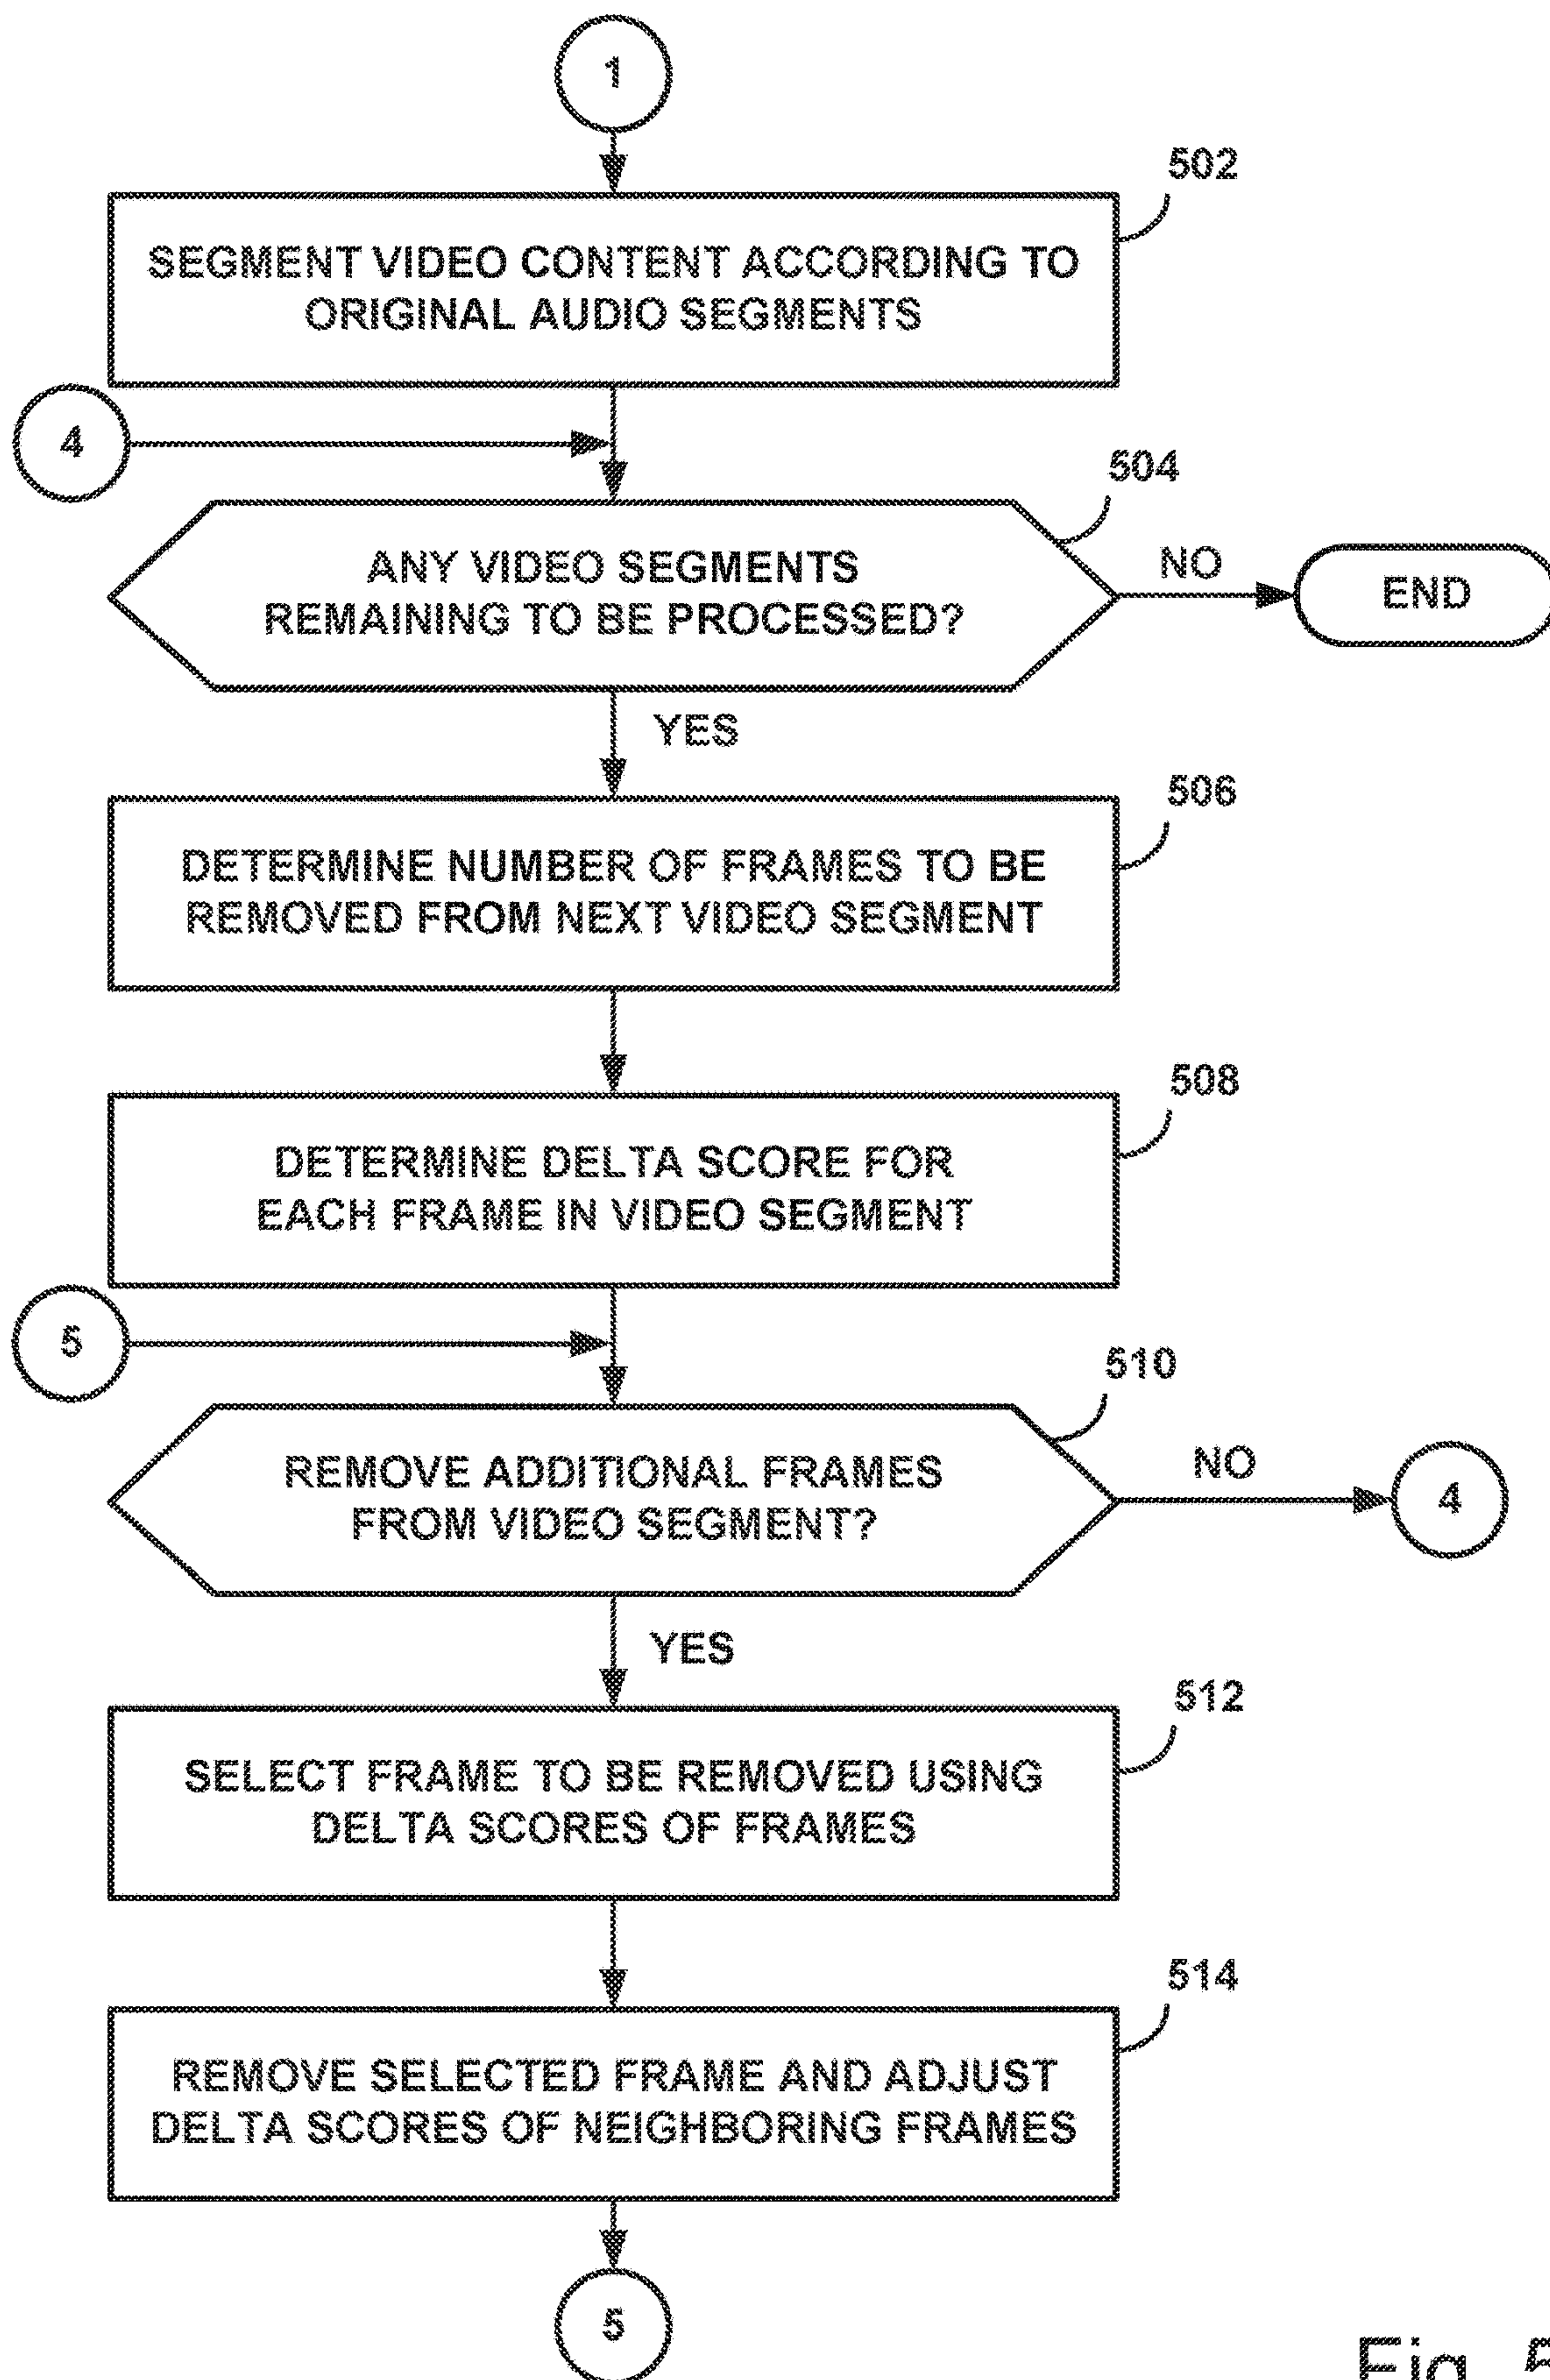 1
502
SEGMENT VIDEO CONTENT ACCORDING TO
ORIGINAL AUDIO SEGMENTS
4
504
ANY VIDEO SEGMENTS
REMAINING TO BE PROCESSED?
NO
END
YES
506
DETERMINE NUMBER OF FRAMES TO BE
REMOVED FROM NEXT VIDEO SEGMENT
508
DETERMINE DELTA SCORE FOR
EACH FRAME IN VIDEO SEGMENT
5
510
REMOVE ADDITIONAL FRAMES
FROM VIDEO SEGMENT?
NO
4
YES
512
SELECT FRAME TO BE REMOVED USING
DELTA SCORES OF FRAMES
514
REMOVE SELECTED FRAME AND ADJUST
DELTA SCORES OF NEIGHBORING FRAMES
5
Fig. 5